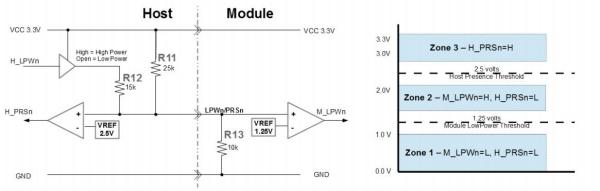 Host
Module
VCC 3.3V
VCC 3.3V
High = High Power
Open = Low Power
H_LPWn
R11
25k
R12
15k
H_PRSn
LPWn/PRSn
M_LPWn
+
-
VREF
2.5V
VREF
1.25V
+
-
R13
10k
GND
GND
3.3V
3.0V
Zone 3 – H_PRSn=H
2.5 volts
Host Presence Threshold
2.0V
Zone 2 – M_LPWn=H, H_PRSn=L
1.25 volts
Module LowPower Threshold
1.0 V
Zone 1 – M_LPWn=L, H_PRSn=L
0.0 V